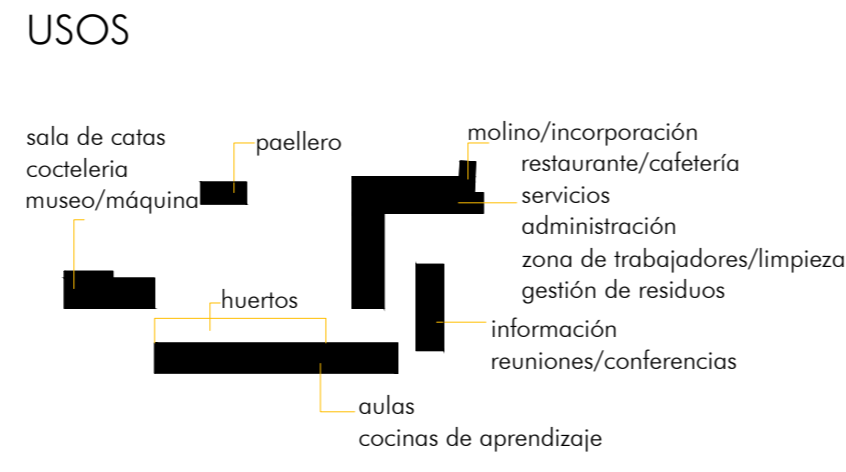 USOS
sala de catas
cocteleria
museo/máquina
paellero
molino/incorporación
restaurante/cafetería
servicios
administración
zona de trabajadores/limpieza
gestión de residuos
huertos
información
reuniones/conferencias
aulas
cocinas de aprendizaje